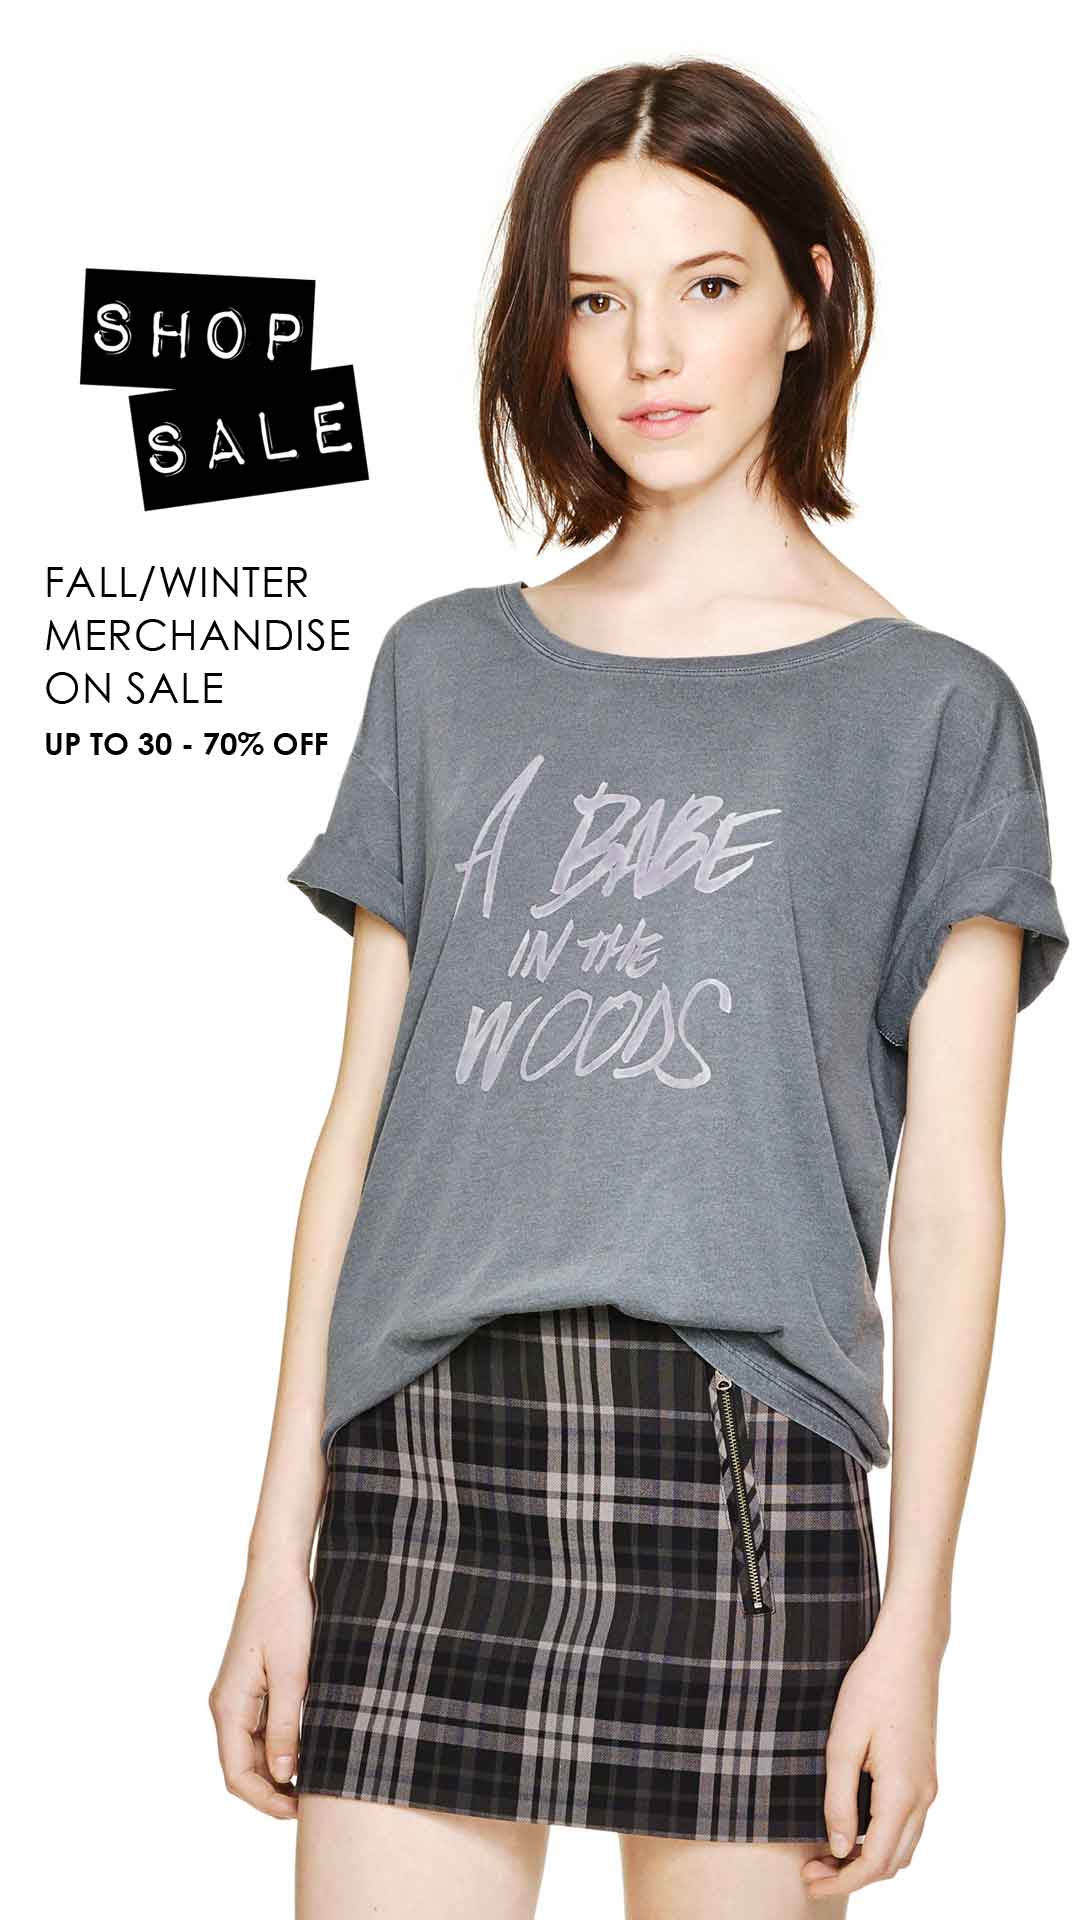 SHOP
SALE
FALL/WINTER
MERCHANDISE
ON SALE
UP TO 30 - 70% OFF
A BABE
IN THE
WOODS